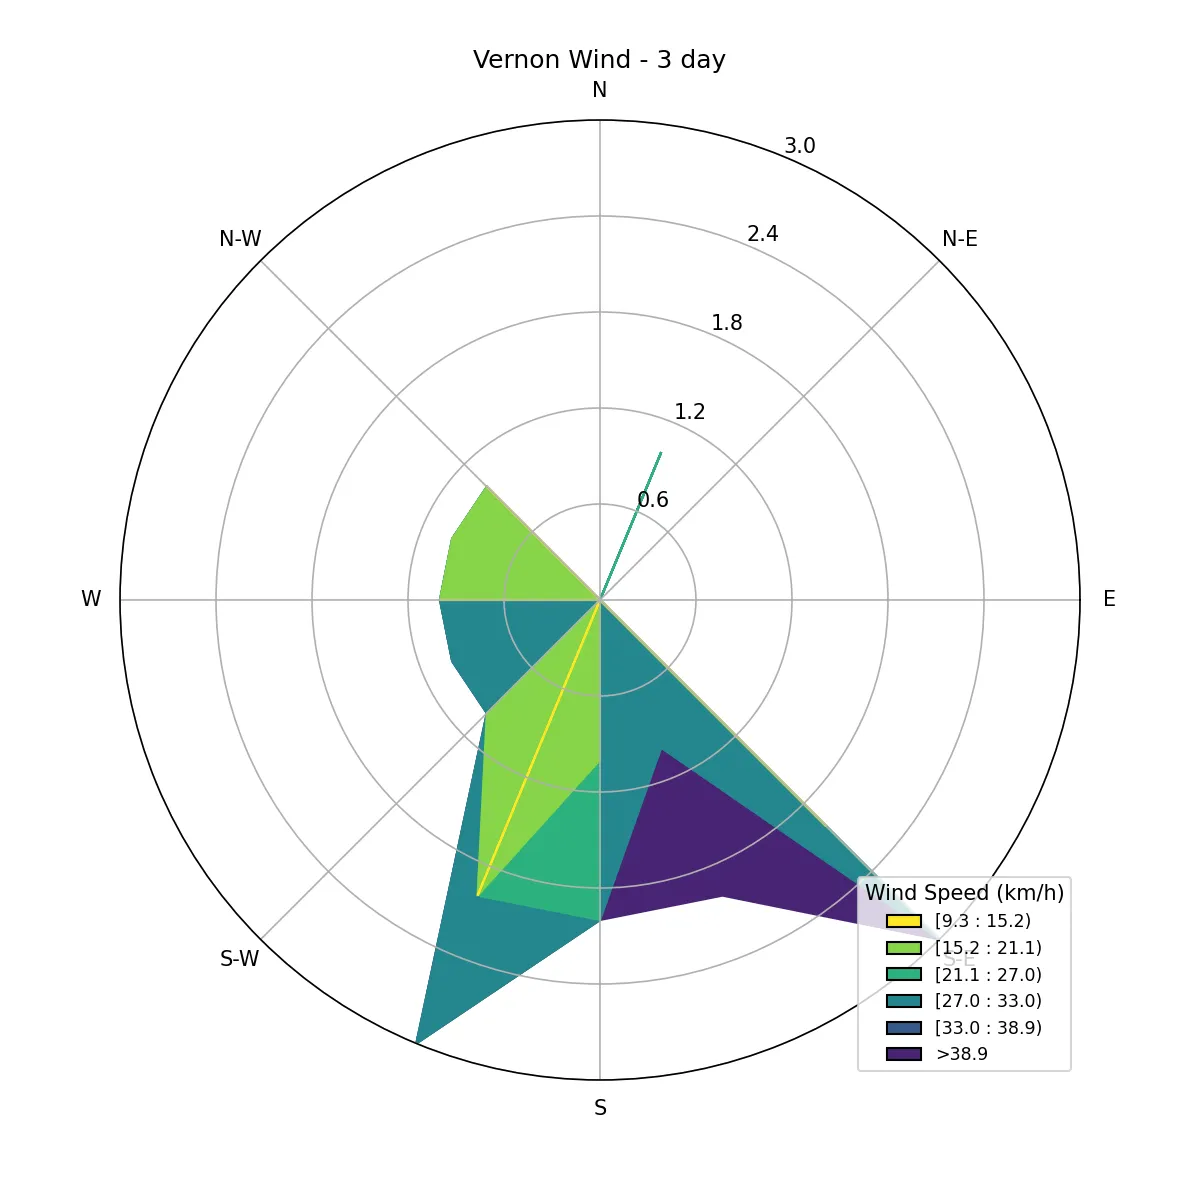 Vernon Wind - 3 day
N
3.0
N-W
2.4
N-E
1.8
1.2
0.6
W
E
Wind Speed (km/h)
[9.3 : 15.2)
[15.2 : 21.1)
S-W
S-E
[21.1 : 27.0)
[27.0 : 33.0)
[33.0 : 38.9)
>38.9
S